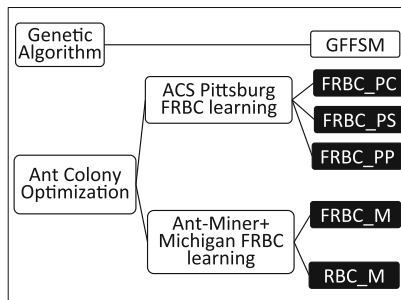 Genetic
Algorithm
GFFSM
ACS Pittsburg
FRBC learning
FRBC_PC
FRBC_PS
FRBC_PP
Ant Colony
Optimization
Ant-Miner+
Michigan FRBC
learning
FRBC_M
RBC_M